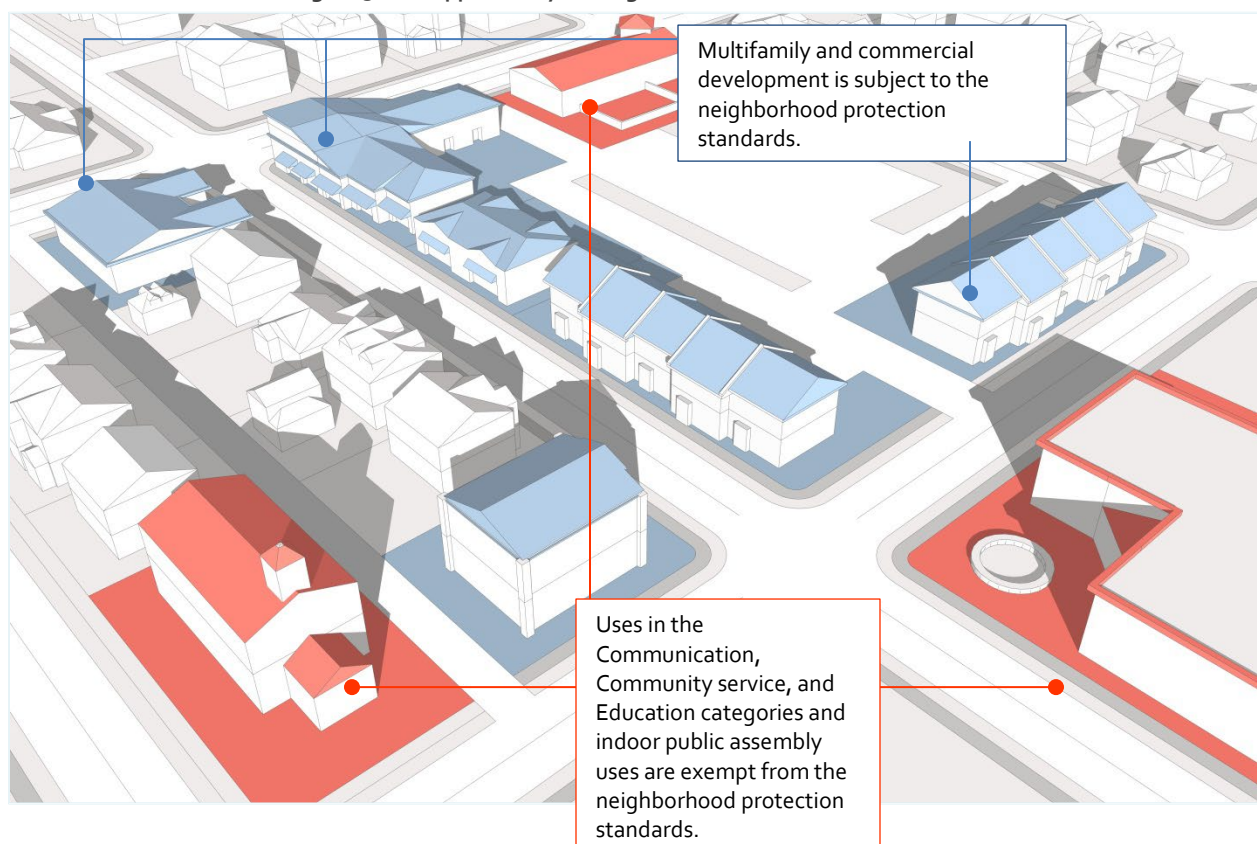 Multifamily and commercial
development is subject to the
neighborhood protection
standards.
Uses in the
Communication,
Community service, and
Education categories and
indoor public assembly
uses are exempt from the
neighborhood protection
standards.